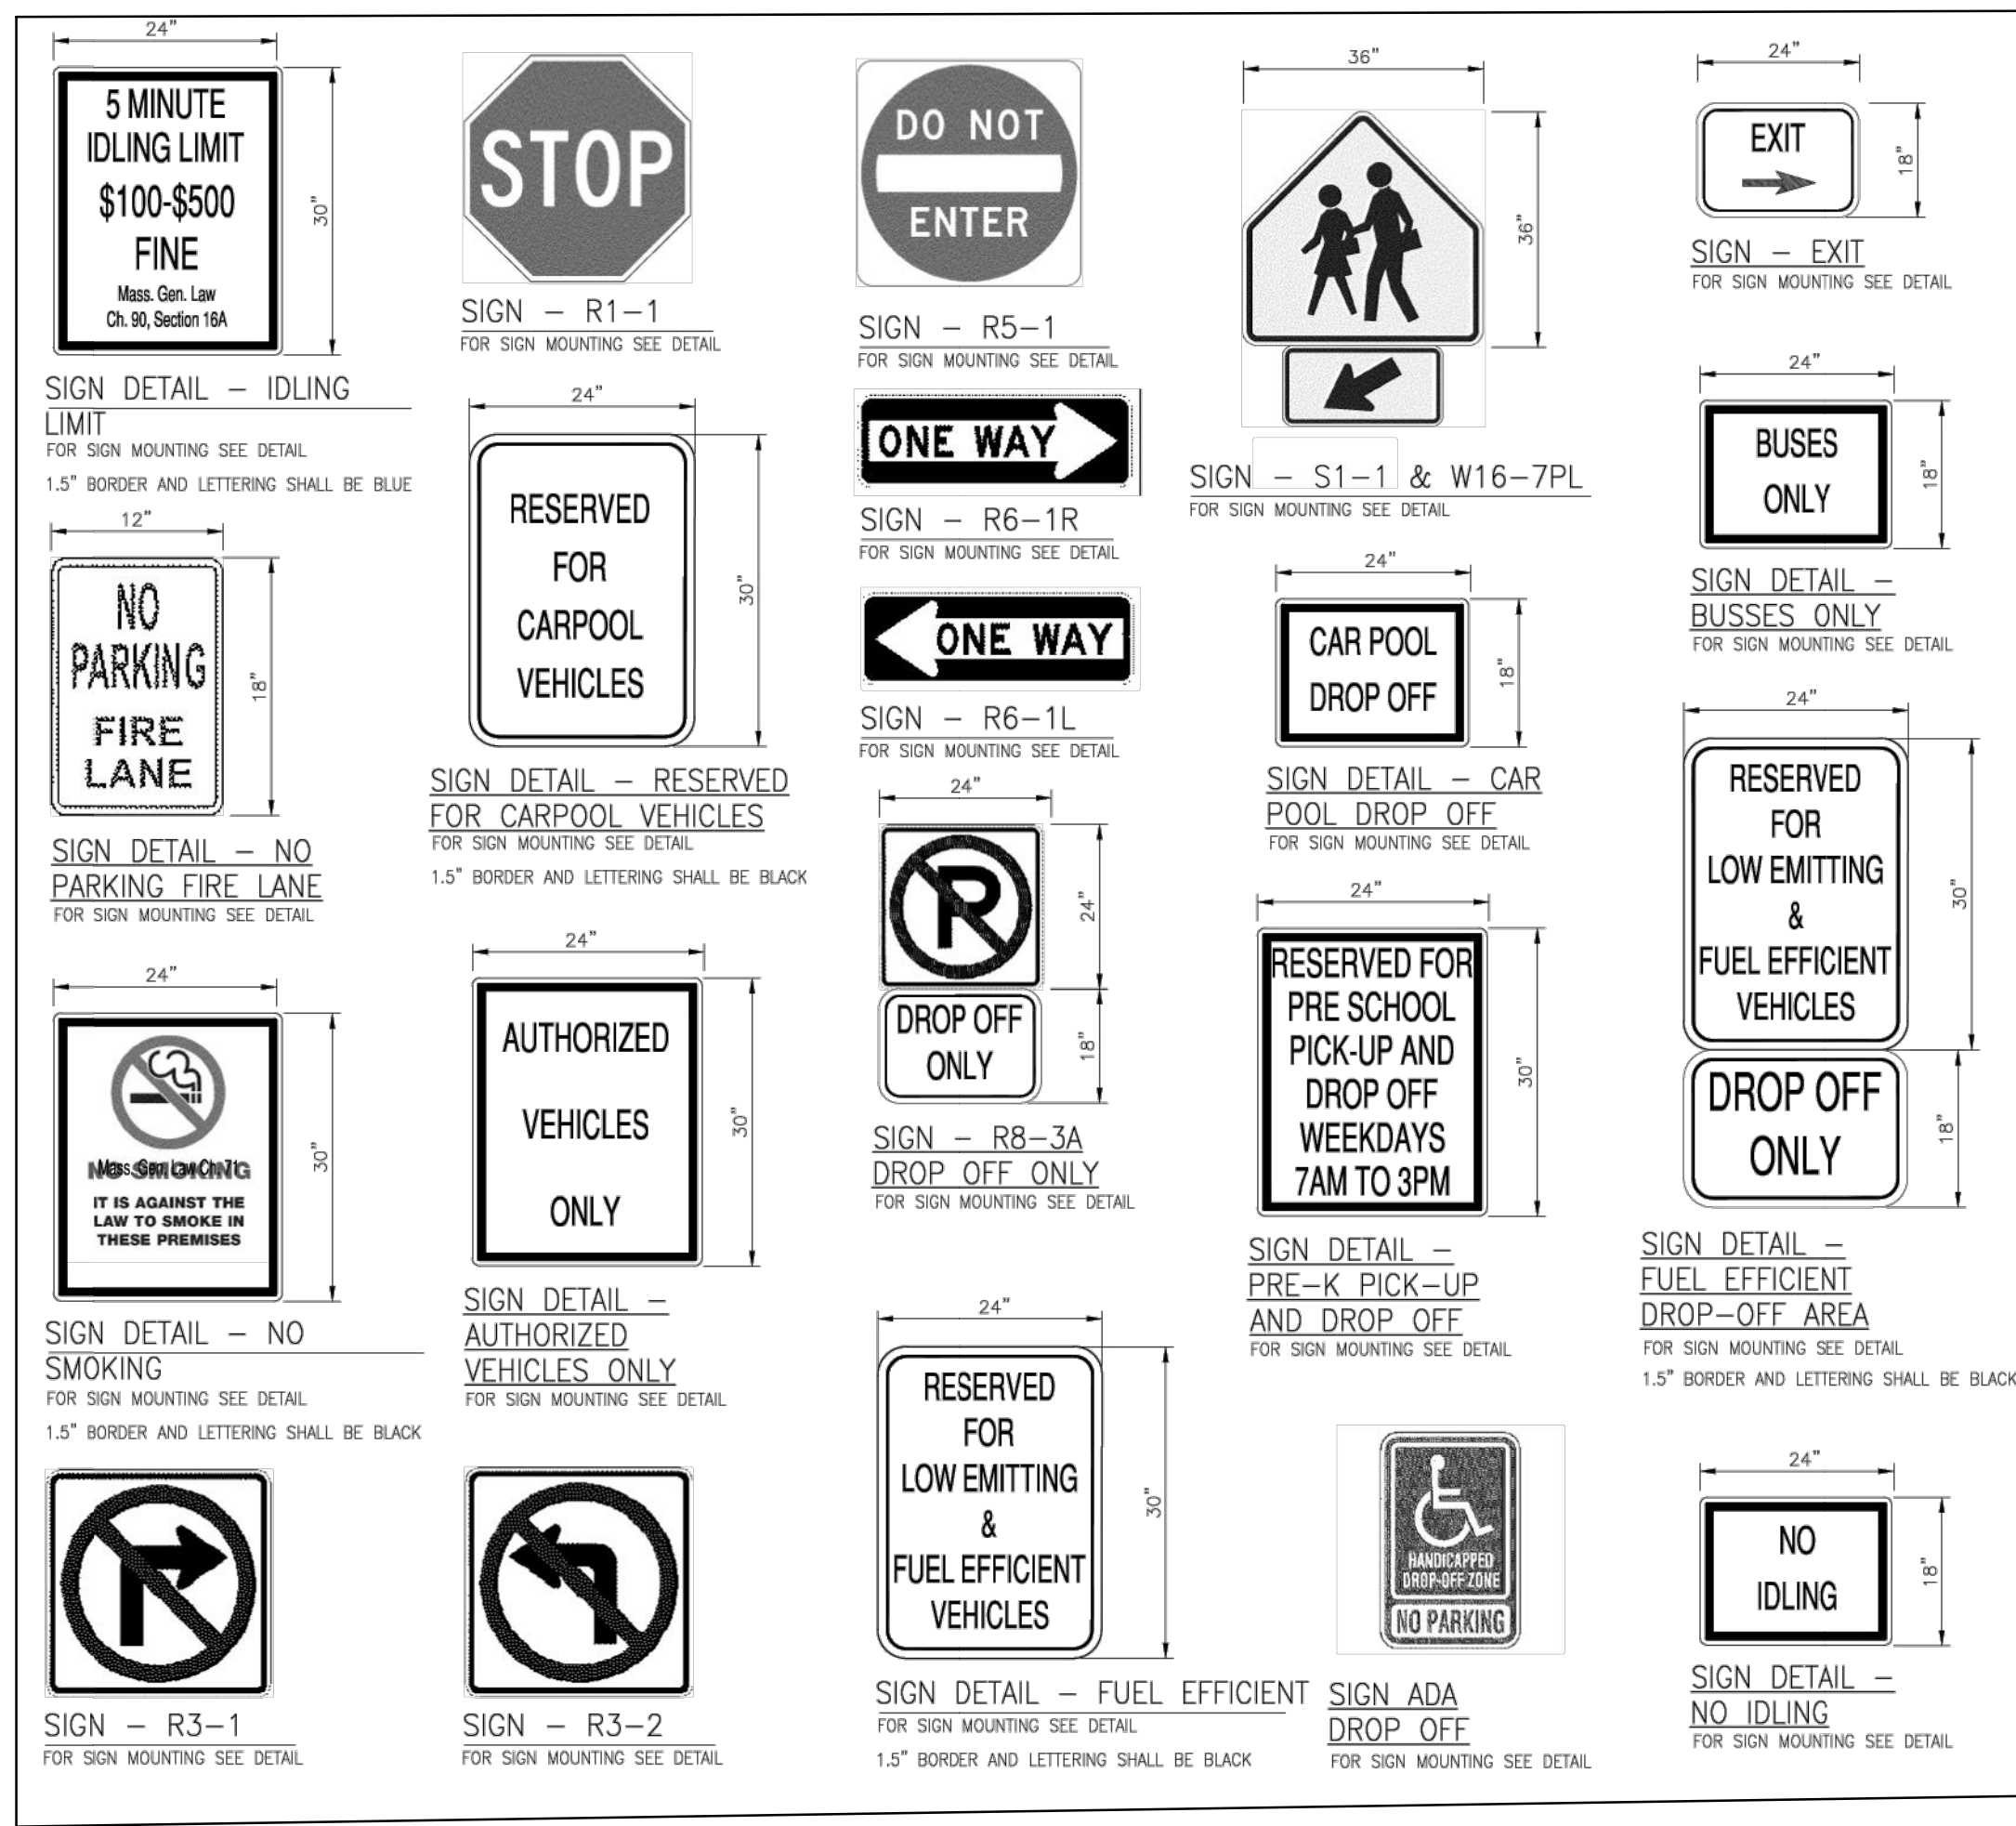 24"
5 MINUTE
IDLING LIMIT
$100-$500
FINE
Mass. Gen. Law
Ch. 90, Section 16A
30"
SIGN DETAIL – IDLING
LIMIT
FOR SIGN MOUNTING SEE DETAIL
1.5" BORDER AND LETTERING SHALL BE BLUE
12"
NO
PARKING
FIRE
LANE
18"
SIGN DETAIL – NO
PARKING FIRE LANE
FOR SIGN MOUNTING SEE DETAIL
24"
NO SMOKING
Mass. Gen. Law Ch. 71
IT IS AGAINST THE
LAW TO SMOKE IN
THESE PREMISES
30"
SIGN DETAIL – NO
SMOKING
FOR SIGN MOUNTING SEE DETAIL
1.5" BORDER AND LETTERING SHALL BE BLACK
SIGN – R3–1
FOR SIGN MOUNTING SEE DETAIL
STOP
SIGN – R1–1
FOR SIGN MOUNTING SEE DETAIL
24"
RESERVED
FOR
CARPOOL
VEHICLES
30"
SIGN DETAIL – RESERVED
FOR CARPOOL VEHICLES
FOR SIGN MOUNTING SEE DETAIL
1.5" BORDER AND LETTERING SHALL BE BLACK
24"
AUTHORIZED
VEHICLES
ONLY
30"
SIGN DETAIL –
AUTHORIZED
VEHICLES ONLY
FOR SIGN MOUNTING SEE DETAIL
SIGN – R3–2
FOR SIGN MOUNTING SEE DETAIL
DO NOT
ENTER
SIGN – R5–1
FOR SIGN MOUNTING SEE DETAIL
ONE WAY
SIGN – R6–1R
FOR SIGN MOUNTING SEE DETAIL
ONE WAY
SIGN – R6–1L
FOR SIGN MOUNTING SEE DETAIL
24"
P
24"
DROP OFF
ONLY
18"
SIGN – R8–3A
DROP OFF ONLY
FOR SIGN MOUNTING SEE DETAIL
24"
RESERVED
FOR
LOW EMITTING
&
FUEL EFFICIENT
VEHICLES
30"
SIGN DETAIL – FUEL EFFICIENT
FOR SIGN MOUNTING SEE DETAIL
1.5" BORDER AND LETTERING SHALL BE BLACK
36"
36"
SIGN – S1–1 & W16–7PL
FOR SIGN MOUNTING SEE DETAIL
24"
CAR POOL
DROP OFF
18"
SIGN DETAIL – CAR
POOL DROP OFF
FOR SIGN MOUNTING SEE DETAIL
24"
RESERVED FOR
PRE SCHOOL
PICK-UP AND
DROP OFF
WEEKDAYS
7AM TO 3PM
30"
SIGN DETAIL –
PRE–K PICK–UP
AND DROP OFF
FOR SIGN MOUNTING SEE DETAIL
HANDICAPPED
DROP-OFF ZONE
NO PARKING
SIGN ADA
DROP OFF
FOR SIGN MOUNTING SEE DETAIL
24"
EXIT
18"
SIGN – EXIT
FOR SIGN MOUNTING SEE DETAIL
24"
BUSES
ONLY
18"
SIGN DETAIL –
BUSSES ONLY
FOR SIGN MOUNTING SEE DETAIL
24"
RESERVED
FOR
LOW EMITTING
&
FUEL EFFICIENT
VEHICLES
30"
DROP OFF
ONLY
18"
SIGN DETAIL –
FUEL EFFICIENT
DROP–OFF AREA
FOR SIGN MOUNTING SEE DETAIL
1.5" BORDER AND LETTERING SHALL BE BLACK
24"
NO
IDLING
18"
SIGN DETAIL –
NO IDLING
FOR SIGN MOUNTING SEE DETAIL